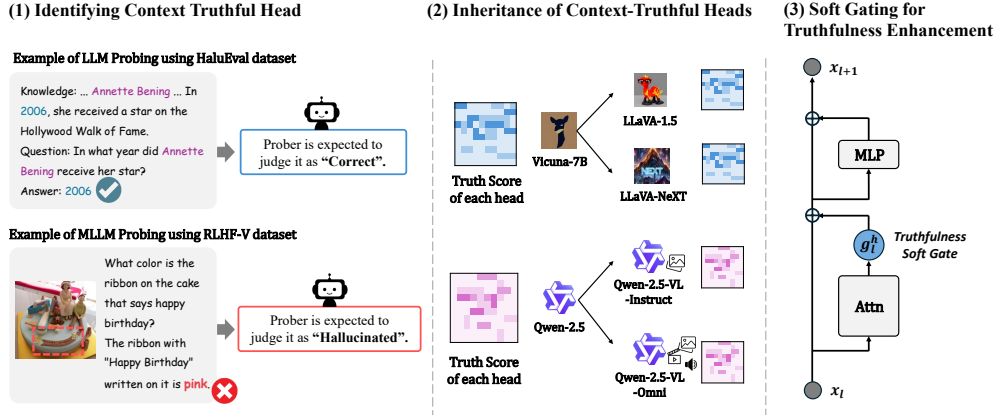 (1) Identifying Context Truthful Head
Example of LLM Probing using HaluEval dataset
Knowledge: ... Annette Bening ... In
2006, she received a star on the
Hollywood Walk of Fame.
Question: In what year did Annette
Bening receive her star?
Answer: 2006
Prober is expected to
judge it as “Correct”.
Example of MLLM Probing using RLHF-V dataset
What color is the
ribbon on the cake
that says happy
birthday?
The ribbon with
"Happy Birthday"
written on it is pink.
Prober is expected to
judge it as “Hallucinated”.
(2) Inheritance of Context-Truthful Heads
Truth Score
of each head
Vicuna-7B
LLaVA-1.5
NEXT
LLaVA-NeXT
Truth Score
of each head
Qwen-2.5
Qwen-2.5-VL
-Instruct
Qwen-2.5-VL
-Omni
(3) Soft Gating for
Truthfulness Enhancement
x_{l+1}
MLP
g_l^h
Truthfulness
Soft Gate
Attn
x_l